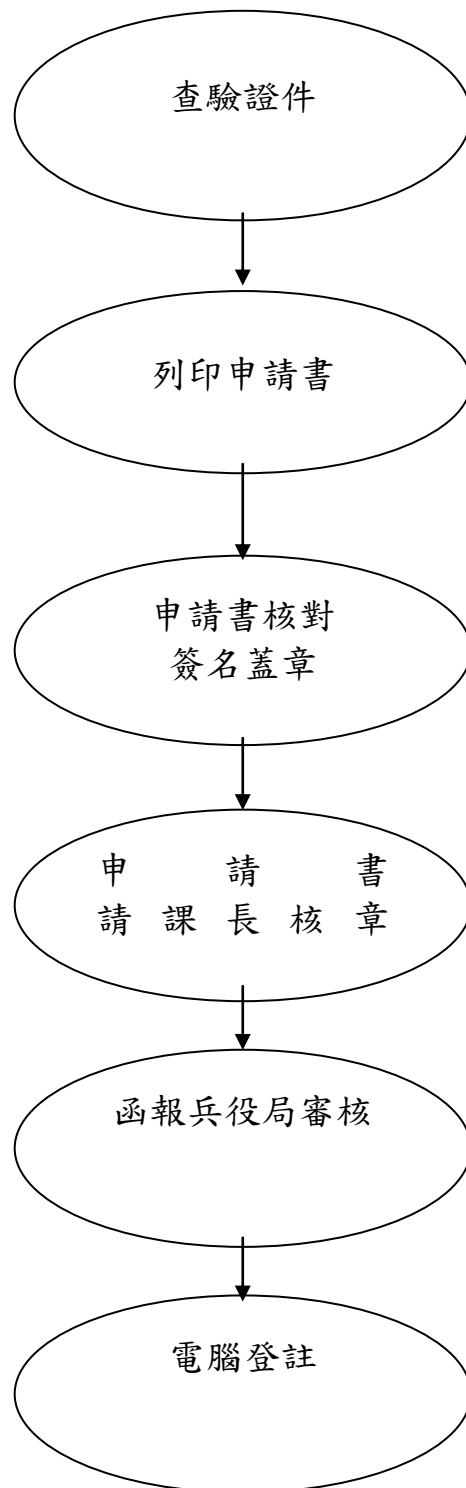 查驗證件
列印申請書
申請書核對
簽名蓋章
申請書
請課長核章
函報兵役局審核
電腦登註